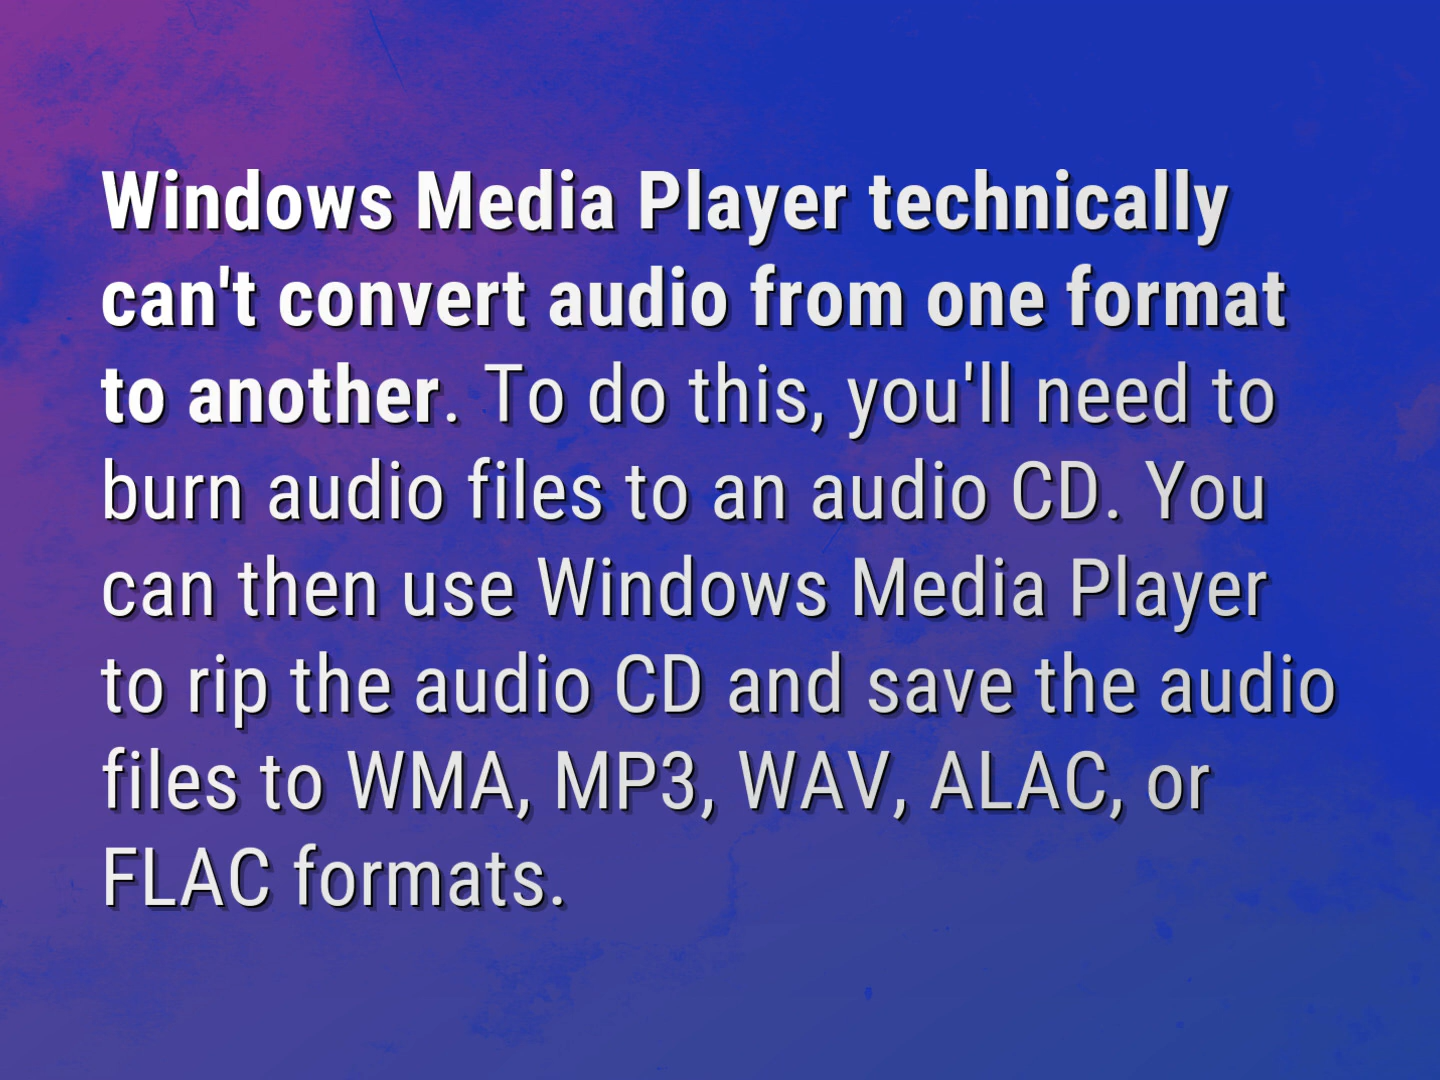 Windows Media Player technically
can't convert audio from one format
to another. To do this, you'll need to
burn audio files to an audio CD. You
can then use Windows Media Player
to rip the audio CD and save the audio
files to WMA, MP3, WAV, ALAC, or
FLAC formats.